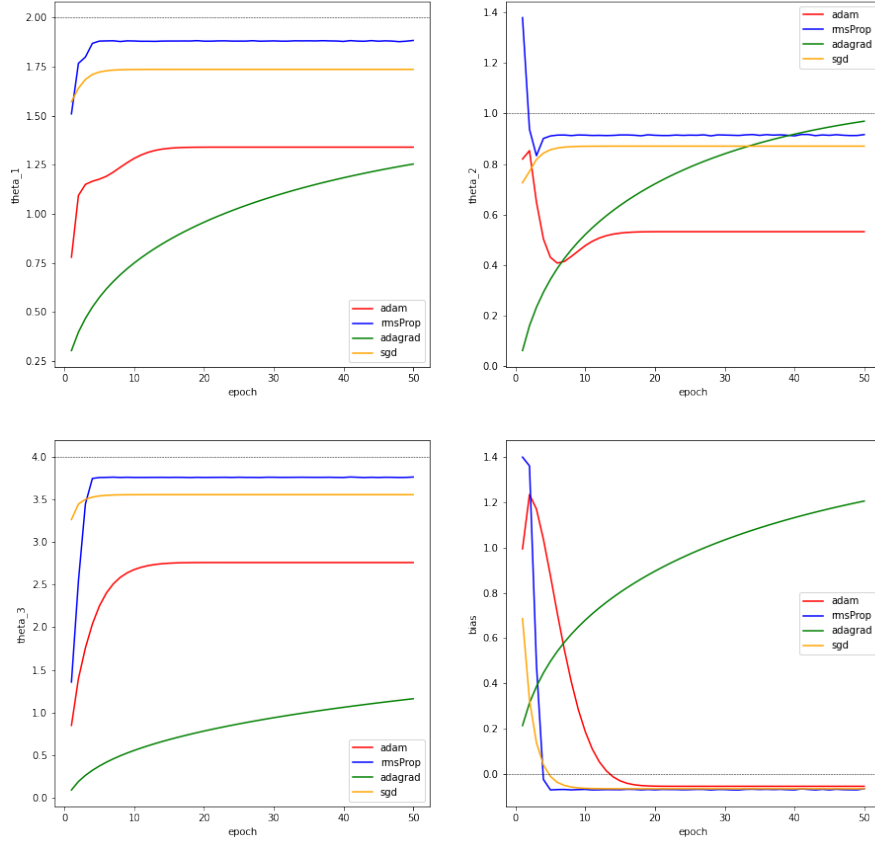 2.00
1.75
1.50
1.25
1.00
0.75
0.50
0.25
theta_1
0 10 20 30 40 50
epoch
adam
rmsProp
adagrad
sgd
1.4
1.2
1.0
0.8
0.6
0.4
0.2
0.0
theta_2
0 10 20 30 40 50
epoch
adam
rmsProp
adagrad
sgd
4.0
3.5
3.0
2.5
2.0
1.5
1.0
0.5
0.0
theta_3
0 10 20 30 40 50
epoch
adam
rmsProp
adagrad
sgd
1.4
1.2
1.0
0.8
0.6
0.4
0.2
0.0
bias
0 10 20 30 40 50
epoch
adam
rmsProp
adagrad
sgd